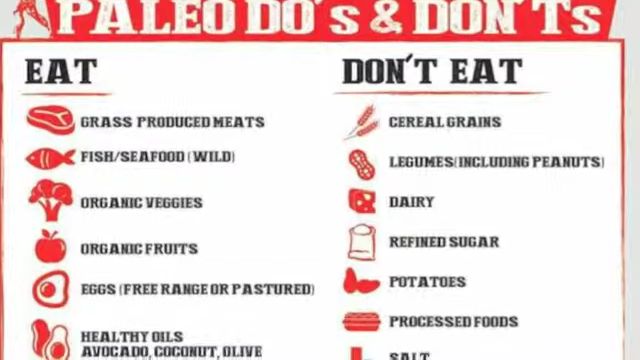 PALEO DO's & DON'Ts
EAT
GRASS PRODUCED MEATS
FISH/SEAFOOD (WILD)
ORGANIC VEGGIES
ORGANIC FRUITS
EGGS (FREE RANGE OR PASTURED)
HEALTHY OILS
AVOCADO, COCONUT, OLIVE
DON'T EAT
CEREAL GRAINS
LEGUMES(INCLUDING PEANUTS)
DAIRY
REFINED SUGAR
POTATOES
PROCESSED FOODS
SALT